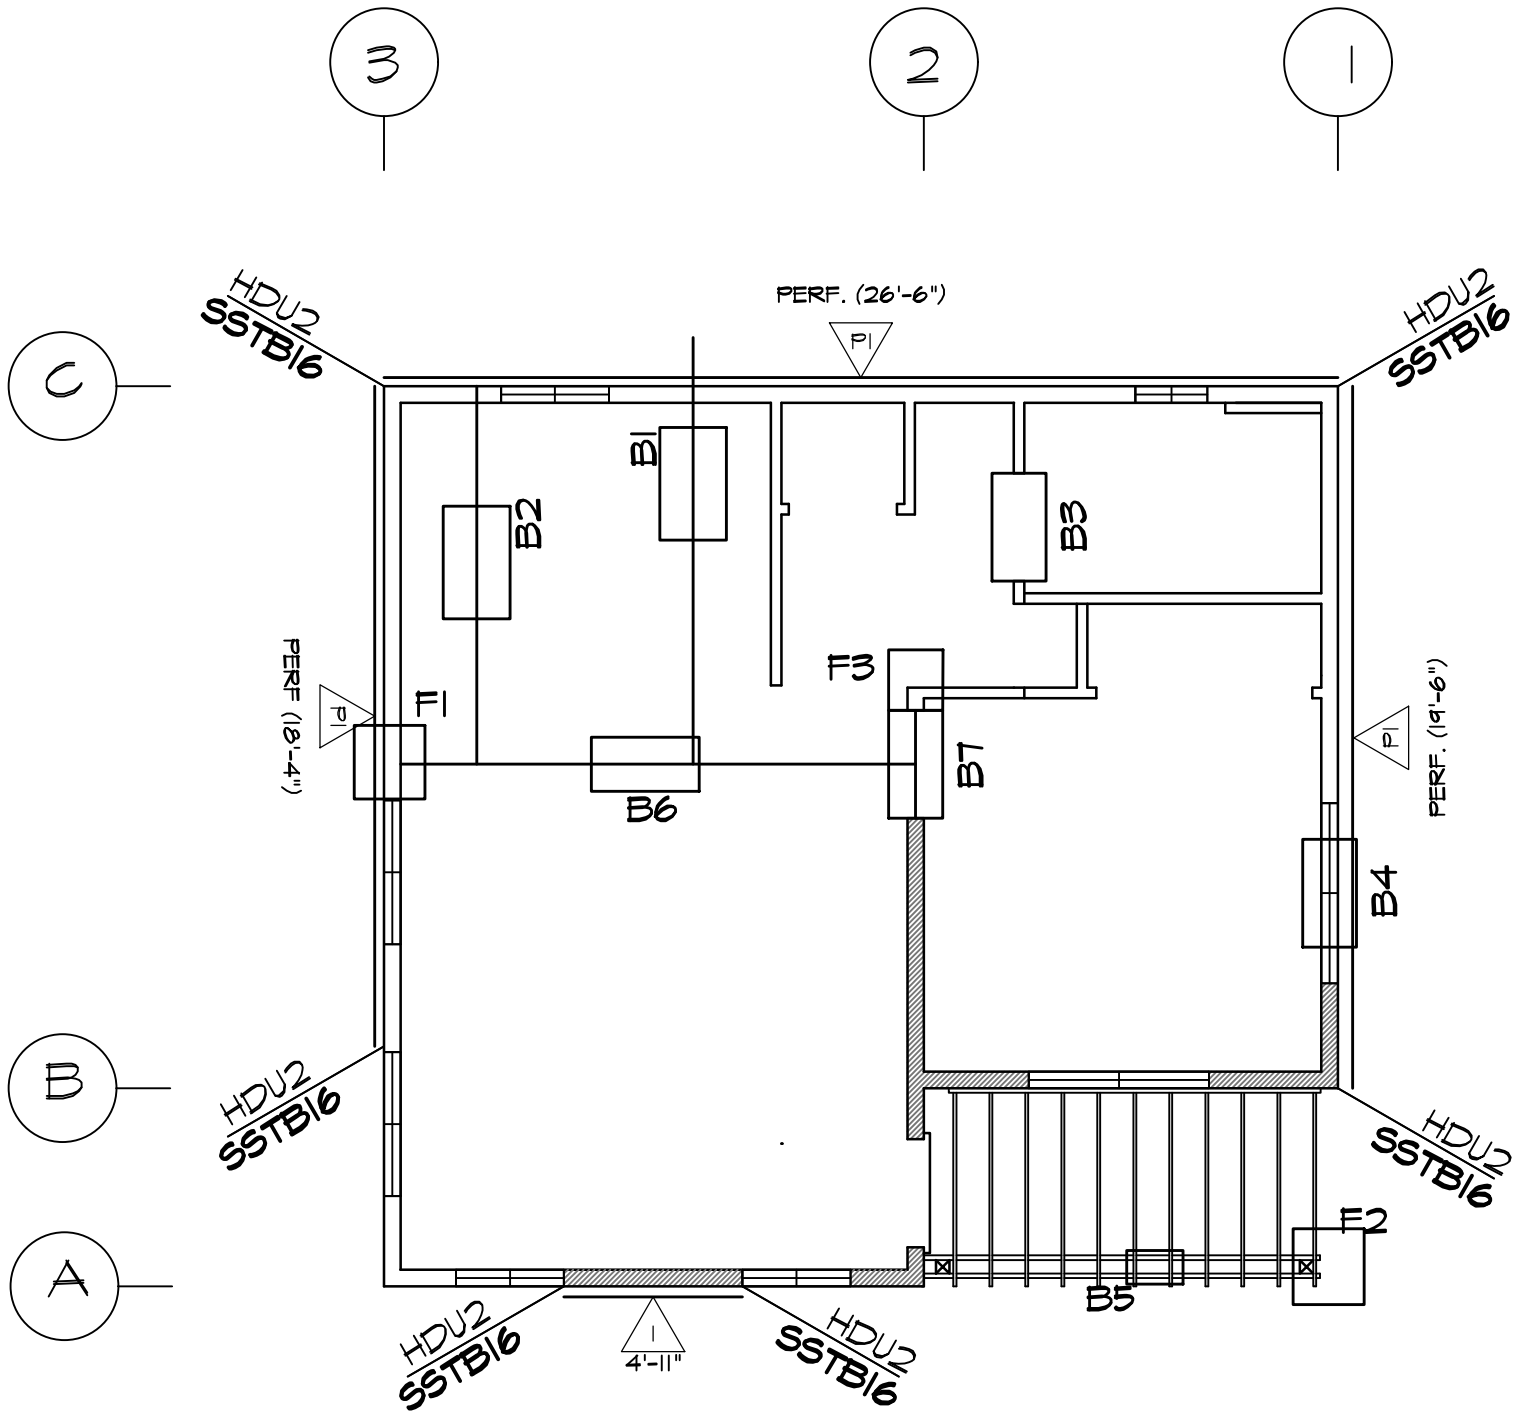 3
2
1
HDU2
SSTB16
PERF. (26'-6")
P1
HDU2
SSTB16
C
B1
B2
B3
PERF (18'-4")
P1
F1
F3
B7
B6
P1
PERF. (19'-6")
B4
B
HDU2
SSTB16
HDU2
SSTB16
F2
A
B5
HDU2
SSTB16
1
4'-11"
HDU2
SSTB16